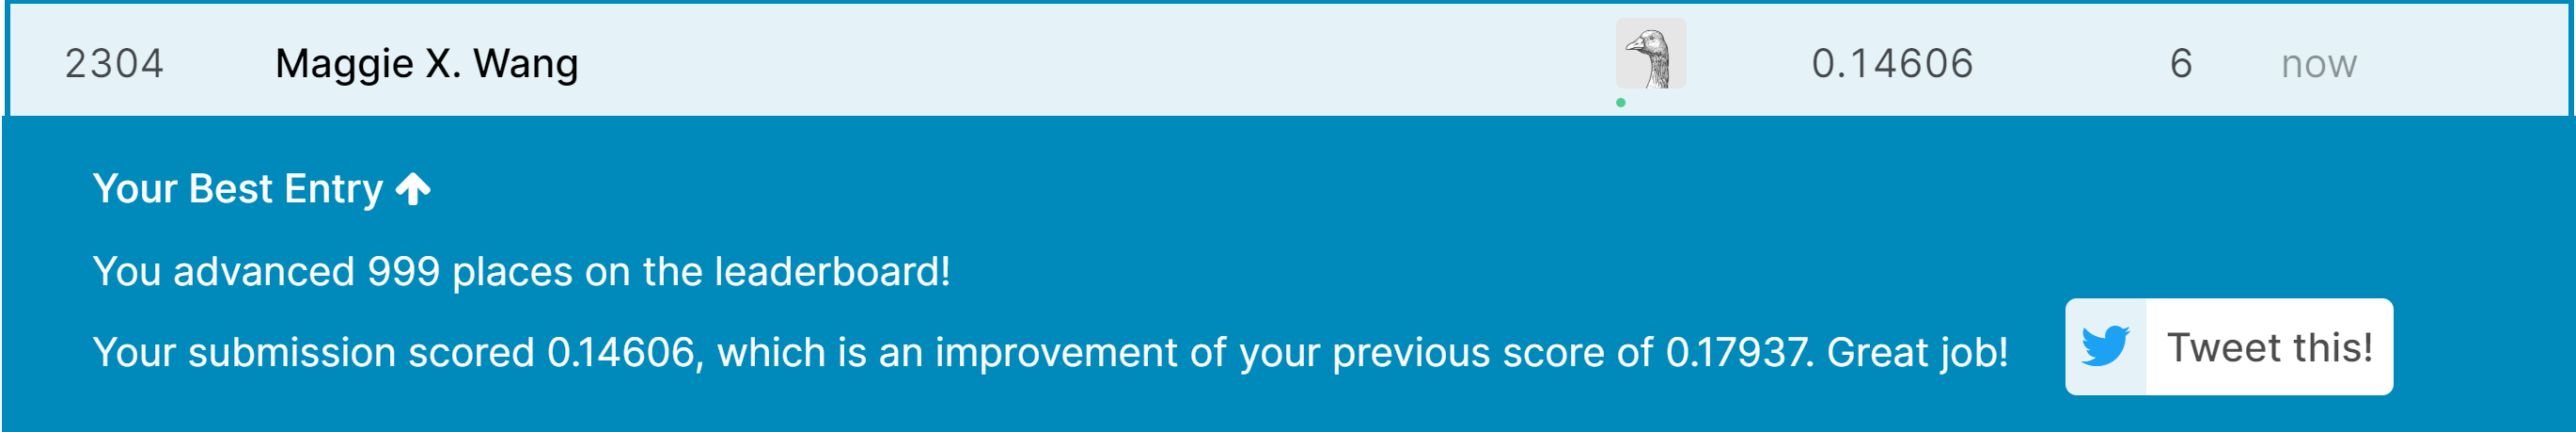 2304 Maggie X. Wang 0.14606 6 now
Your Best Entry
You advanced 999 places on the leaderboard!
Your submission scored 0.14606, which is an improvement of your previous score of 0.17937. Great job!
Tweet this!